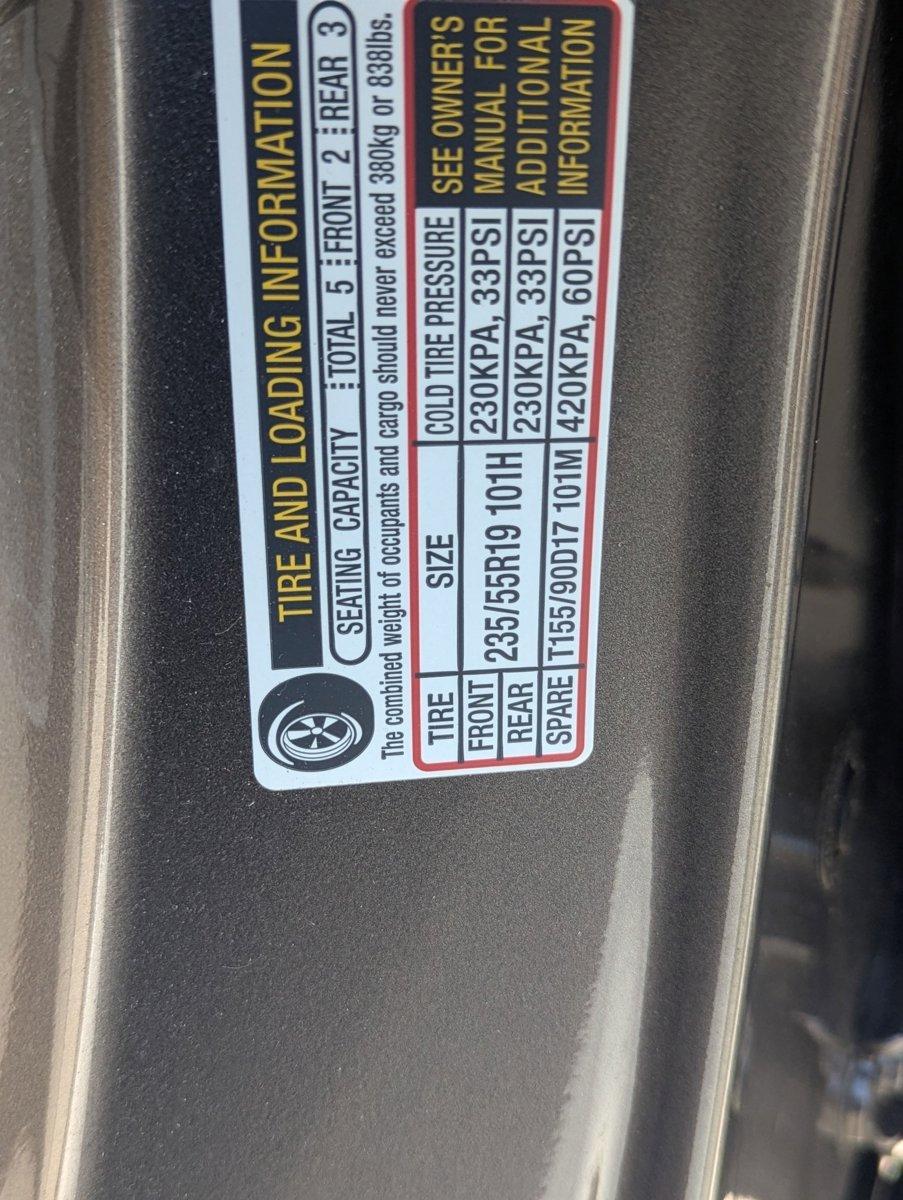 TIRE AND LOADING INFORMATION
SEATING CAPACITY TOTAL 5 FRONT 2 REAR 3
The combined weight of occupants and cargo should never exceed 380kg or 838lbs.
TIRE SIZE COLD TIRE PRESSURE
FRONT 235/55R19 101H 230KPA, 33PSI
REAR 230KPA, 33PSI
SPARE T155/90D17 101M 420KPA, 60PSI
SEE OWNER'S
MANUAL FOR
ADDITIONAL
INFORMATION